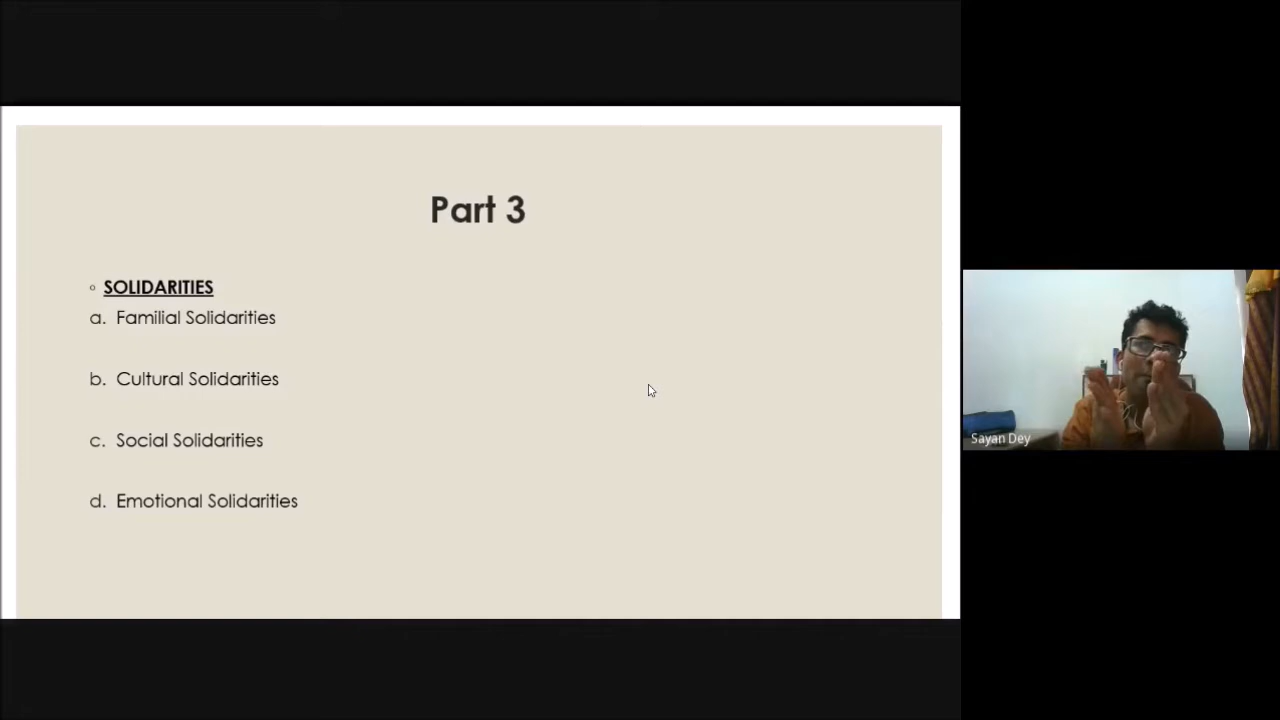 Part 3
◦ SOLIDARITIES
a. Familial Solidarities
b. Cultural Solidarities
c. Social Solidarities
d. Emotional Solidarities
Sayan Dey